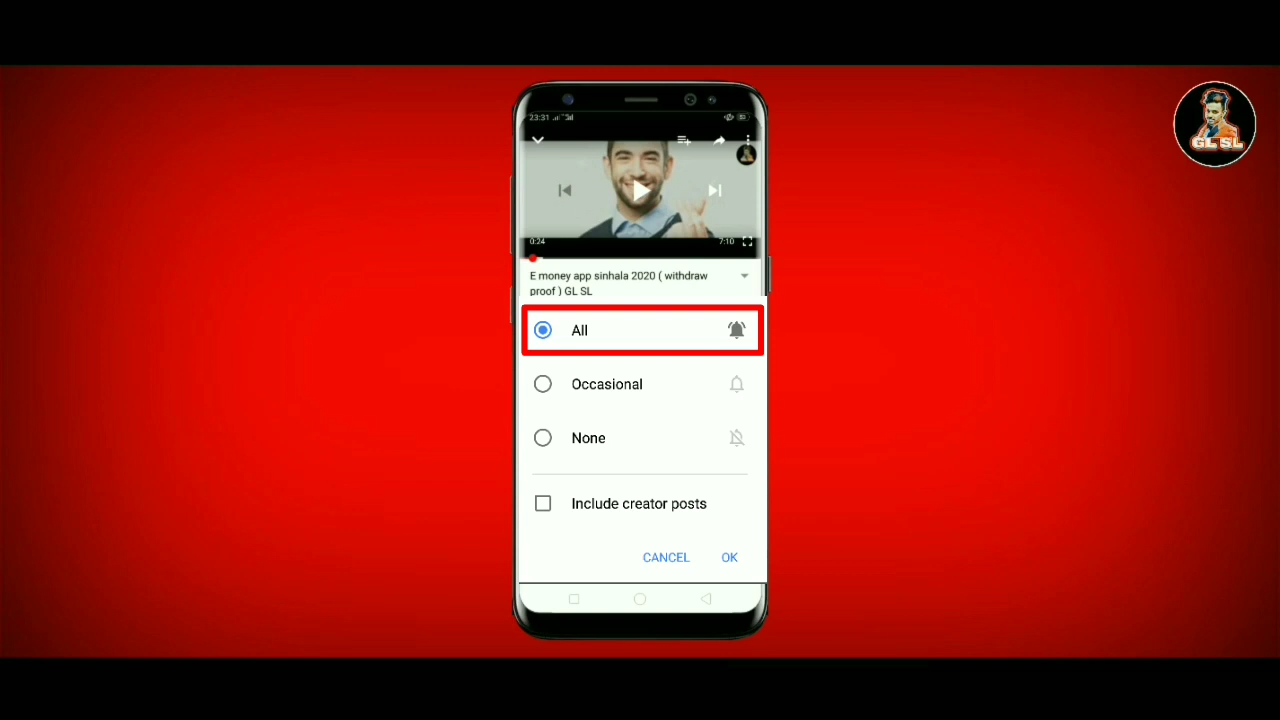 GL SL
23:31
0:24
7:10
E money app sinhala 2020 ( withdraw
proof ) GL SL
All
Occasional
None
Include creator posts
CANCEL
OK